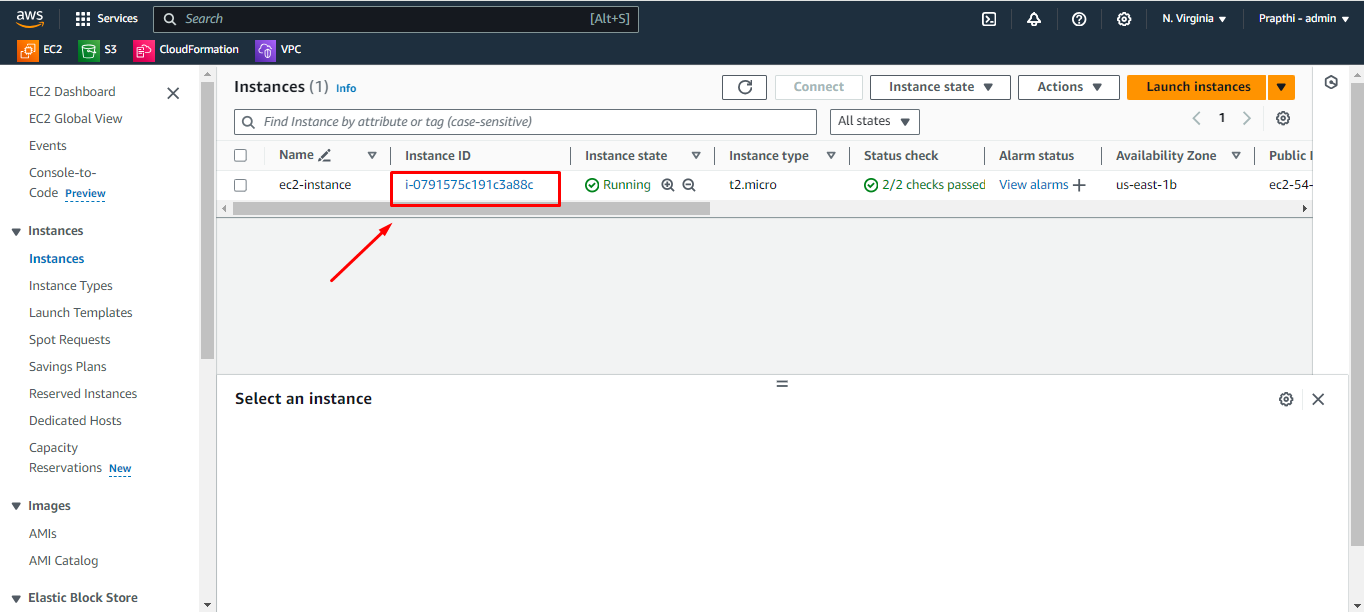 aws Services Search [Alt+S] N. Virginia Prapthi - admin
EC2 S3 CloudFormation VPC
EC2 Dashboard
EC2 Global View
Events
Console-to-
Code Preview
Instances
Instances
Instance Types
Launch Templates
Spot Requests
Savings Plans
Reserved Instances
Dedicated Hosts
Capacity
Reservations New
Images
AMIs
AMI Catalog
Elastic Block Store
Instances (1) Info Connect Instance state Actions Launch instances
Find Instance by attribute or tag (case-sensitive) All states 1
Name Instance ID Instance state Instance type Status check Alarm status Availability Zone Public
ec2-instance i-0791575c191c3a88c Running t2.micro 2/2 checks passed View alarms us-east-1b ec2-54-
Select an instance